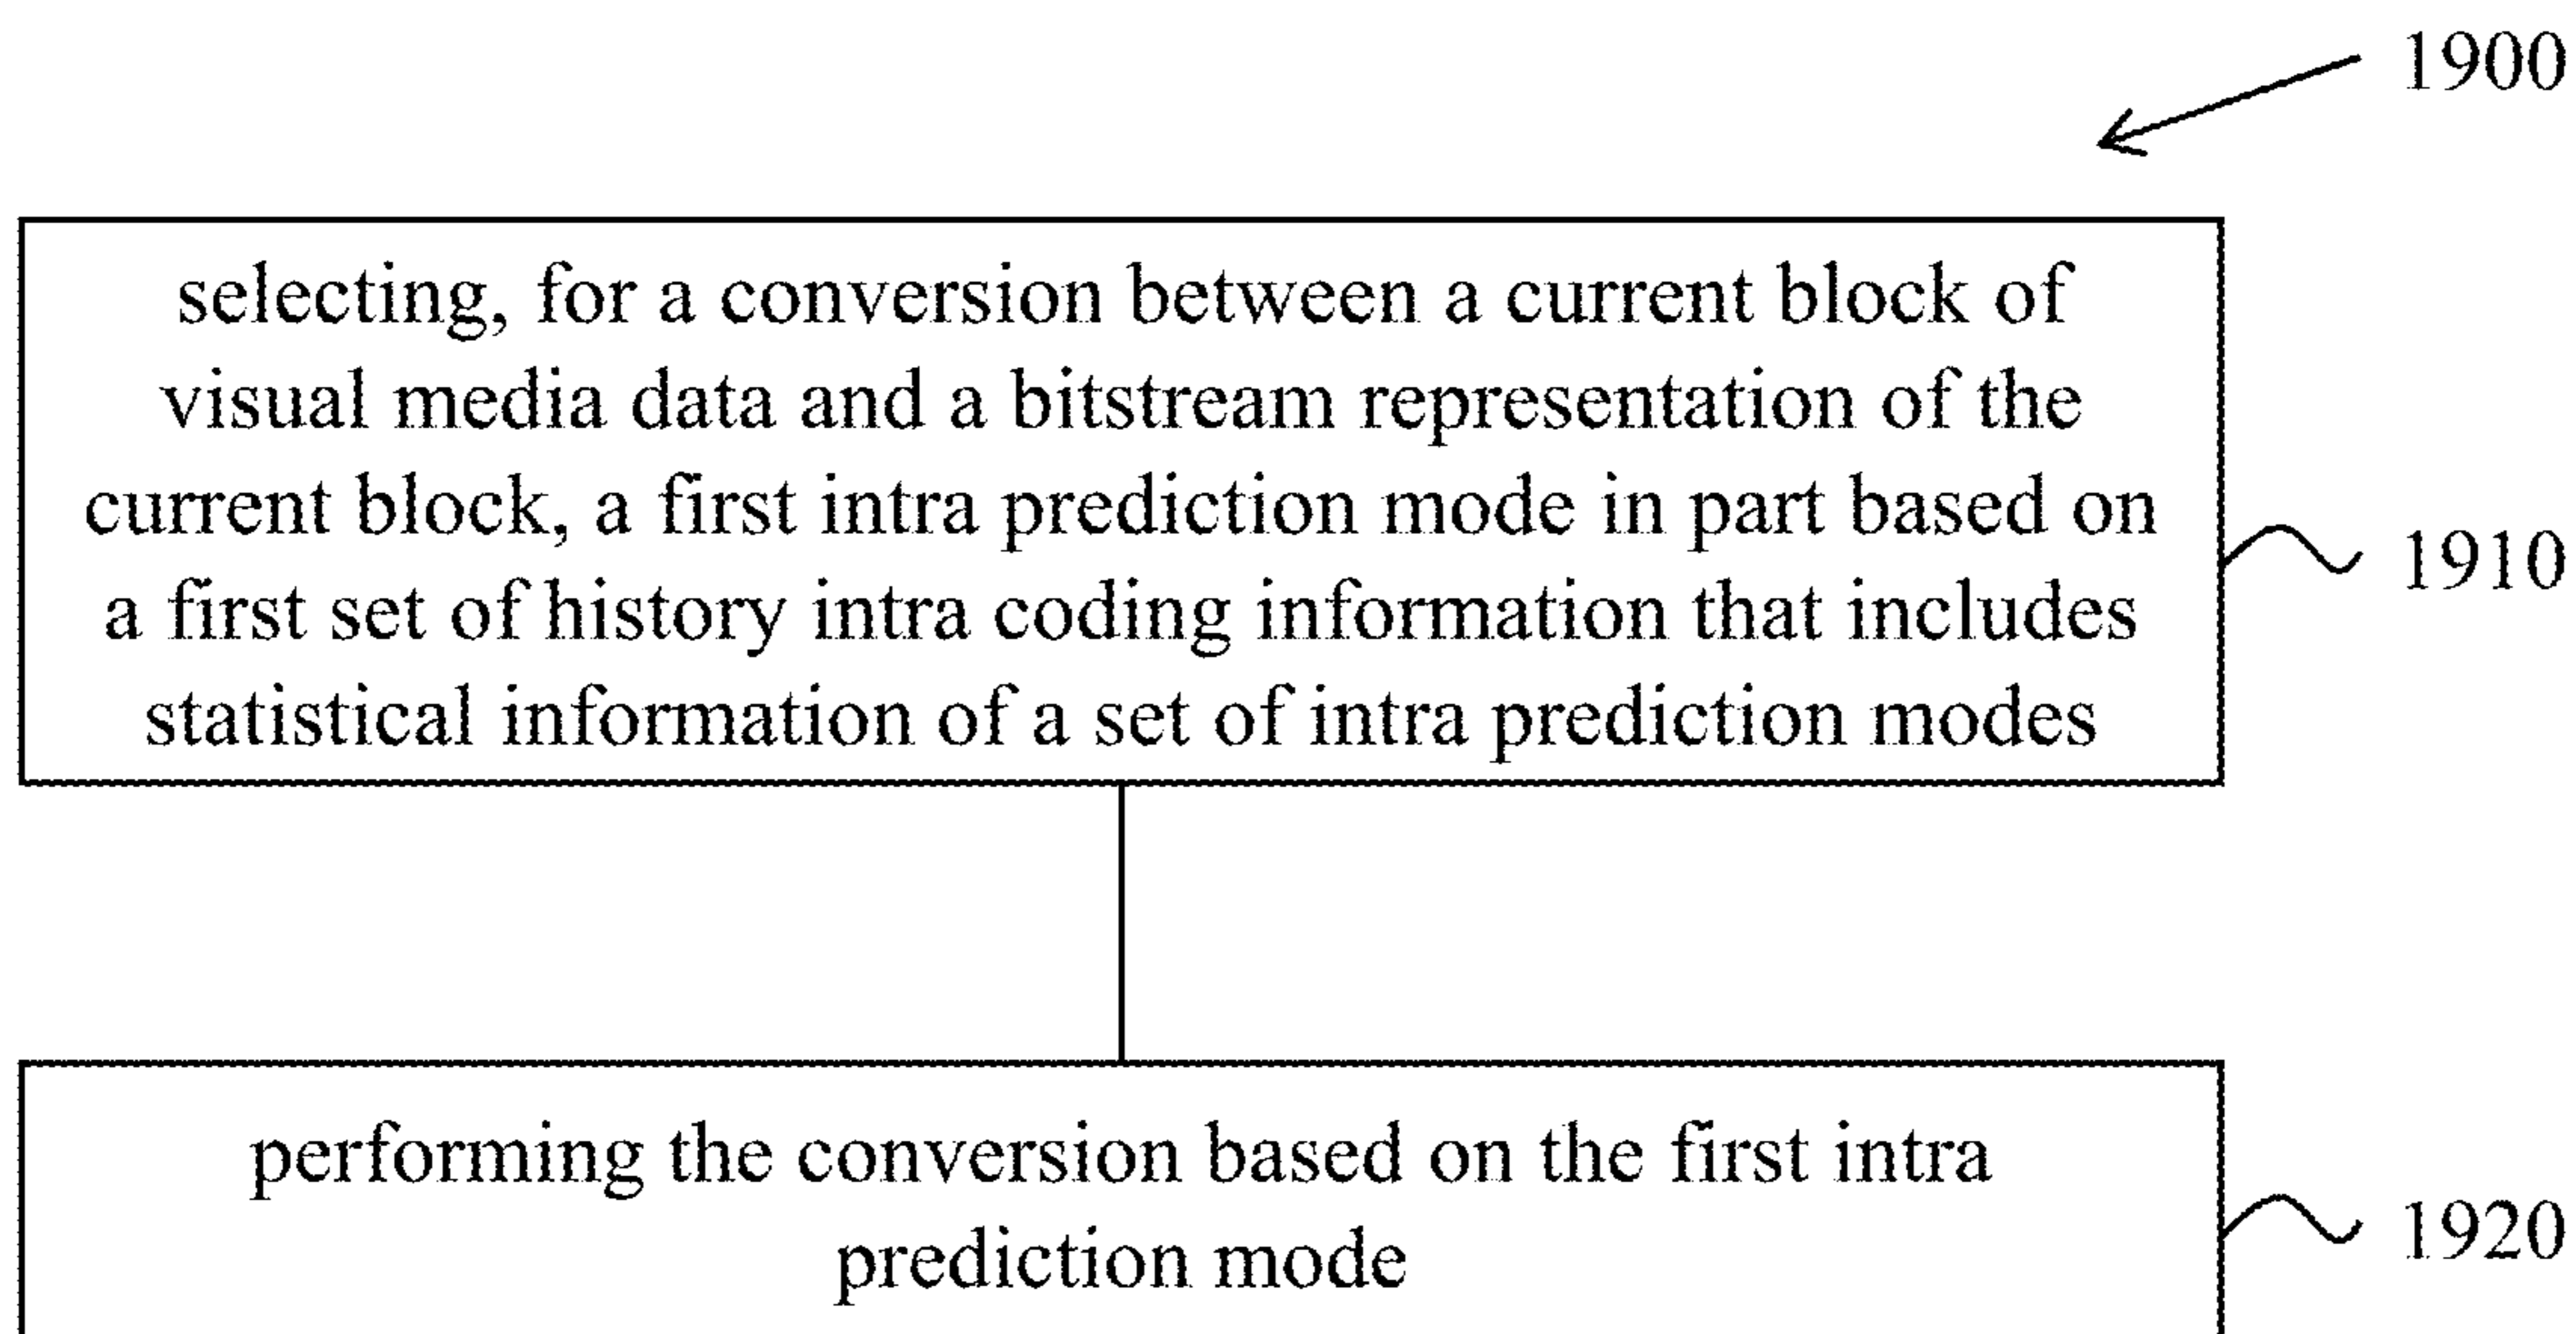 1900
selecting, for a conversion between a current block of
visual media data and a bitstream representation of the
current block, a first intra prediction mode in part based on
a first set of history intra coding information that includes
statistical information of a set of intra prediction modes
1910
performing the conversion based on the first intra
prediction mode
1920